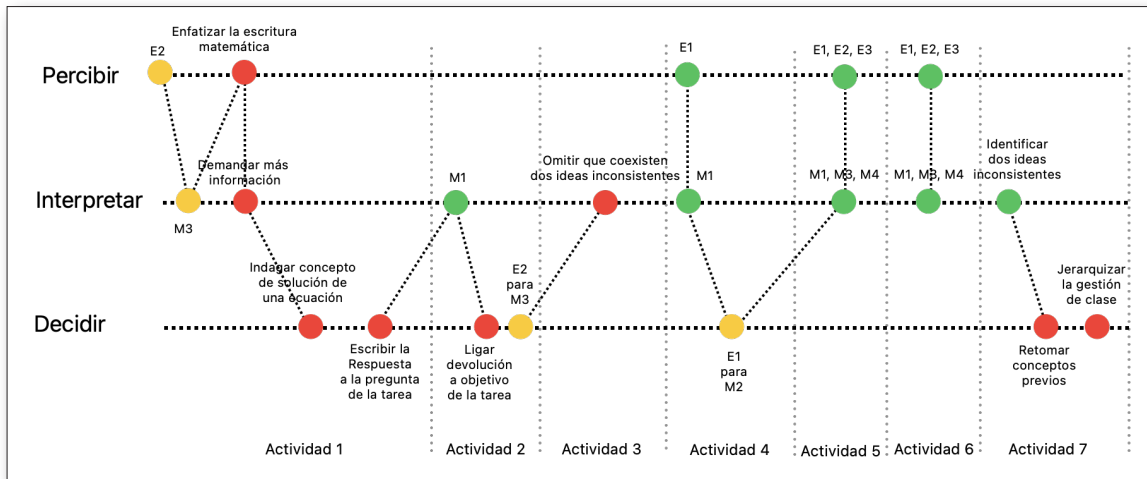 Enfatizar la escritura
matemática
E2
E1
E1, E2, E3
E1, E2, E3
Percibir
Demandar más
información
M1
Omitir que coexisten
dos ideas inconsistentes
M1
M1, M3, M4
M1, M3, M4
Identificar
dos ideas
inconsistentes
Interpretar
M3
Indagar concepto
de solución de
una ecuación
E2
para
M3
Jerarquizar
la gestión
de clase
Decidir
Escribir la
Respuesta
a la pregunta
de la tarea
Ligar
devolución
a objetivo
de la tarea
E1
para
M2
Retomar
conceptos
previos
Actividad 1
Actividad 2
Actividad 3
Actividad 4
Actividad 5
Actividad 6
Actividad 7